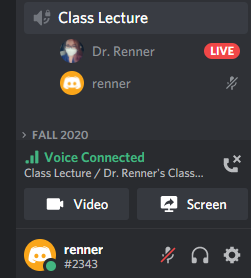 Class Lecture
Dr. Renner LIVE
renner
FALL 2020
Voice Connected
Class Lecture / Dr. Renner's Class...
Video Screen
renner
#2343